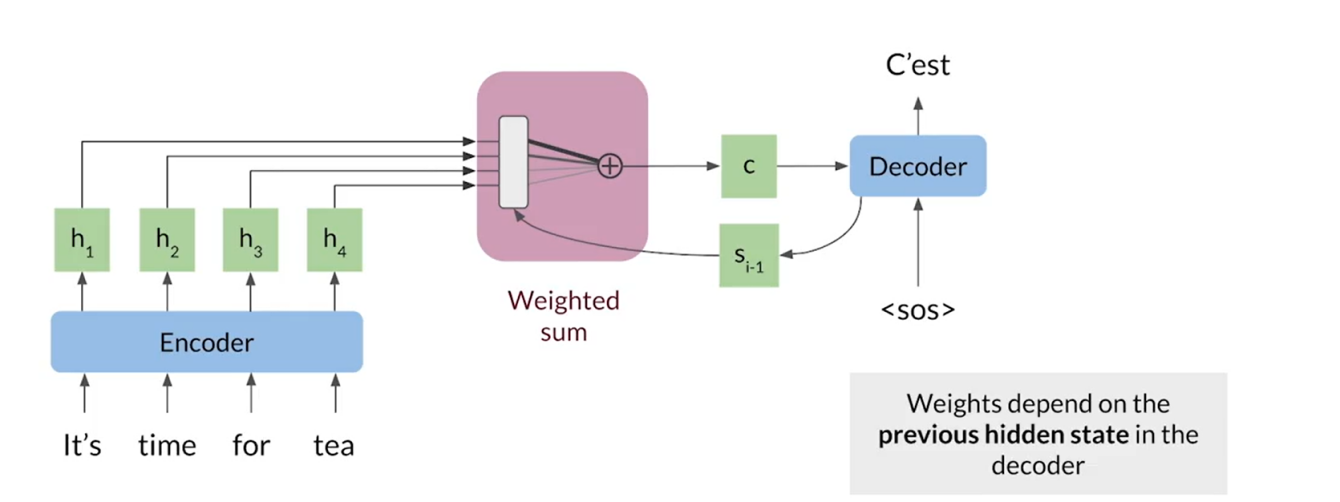 C’est
Decoder
c
h1
h2
h3
h4
si-1
Weighted
sum
<sos>
Encoder
It’s time for tea
Weights depend on the
previous hidden state in the
decoder